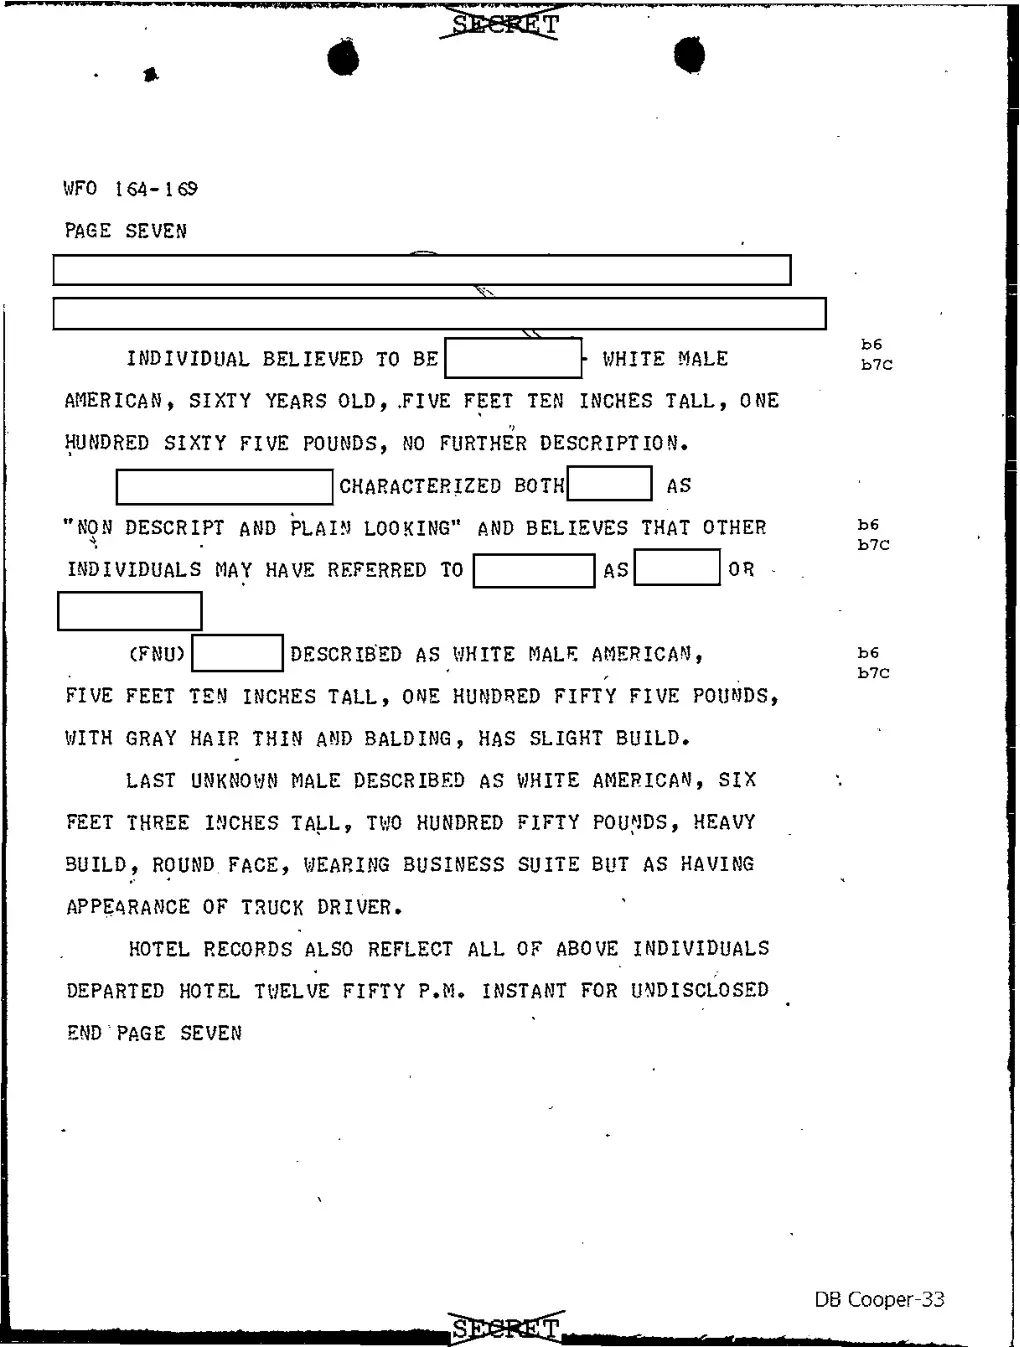 SECRET
WFO 164-169
PAGE SEVEN
INDIVIDUAL BELIEVED TO BE - WHITE MALE
b6
b7C
AMERICAN, SIXTY YEARS OLD, FIVE FEET TEN INCHES TALL, ONE
HUNDRED SIXTY FIVE POUNDS, NO FURTHER DESCRIPTION.
CHARACTERIZED BOTH AS
"NON DESCRIPT AND PLAIN LOOKING" AND BELIEVES THAT OTHER
b6
b7C
INDIVIDUALS MAY HAVE REFERRED TO AS OR
(FNU) DESCRIBED AS WHITE MALE AMERICAN,
b6
b7C
FIVE FEET TEN INCHES TALL, ONE HUNDRED FIFTY FIVE POUNDS,
WITH GRAY HAIR THIN AND BALDING, HAS SLIGHT BUILD.
LAST UNKNOWN MALE DESCRIBED AS WHITE AMERICAN, SIX
FEET THREE INCHES TALL, TWO HUNDRED FIFTY POUNDS, HEAVY
BUILD, ROUND FACE, WEARING BUSINESS SUITE BUT AS HAVING
APPEARANCE OF TRUCK DRIVER.
HOTEL RECORDS ALSO REFLECT ALL OF ABOVE INDIVIDUALS
DEPARTED HOTEL TWELVE FIFTY P.M. INSTANT FOR UNDISCLOSED
END PAGE SEVEN
DB Cooper-33
SECRET